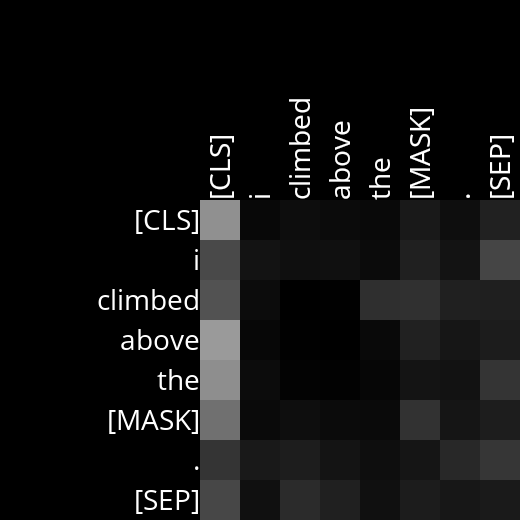 [CLS] i climbed above the [MASK] . [SEP]
[CLS]
i
climbed
above
the
[MASK]
.
[SEP]